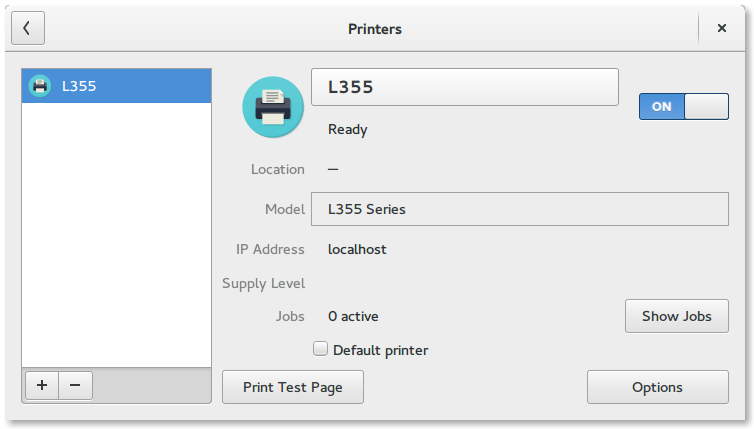 Printers
L355
L355
ON
Ready
Location —
Model L355 Series
IP Address localhost
Supply Level
Jobs 0 active Show Jobs
Default printer
+ − Print Test Page Options